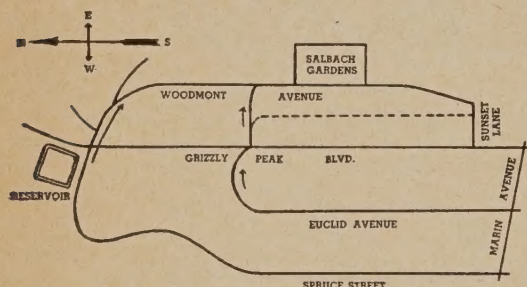 E
S
W
SALBACH
GARDENS
WOODMONT AVENUE
SUNSET LANE
GRIZZLY PEAK BLVD.
RESERVOIR
MARIN AVENUE
EUCLID AVENUE
SPRUCE STREET